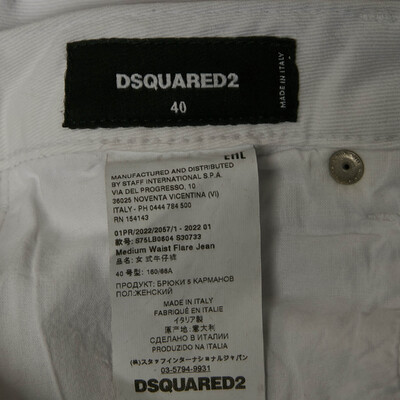 DSQUARED2
40
MADE IN ITALY
MANUFACTURED AND DISTRIBUTED
BY STAFF INTERNATIONAL S.P.A.
VIA DEL PROGRESSO, 10
36025 NOVENTA VICENTINA (VI)
ITALY - PH 0444 784 500
RN 154143
01PR/2022/2057/1 - 2022 01
款号: S75LB0604 S30733
Medium Waist Flare Jean
品名: 女式牛仔裤
40 号型: 160/66A
ПРОДУКТ: БРЮКИ 5 КАРМАНОВ
ПОЛ:ЖЕНСКИЙ
MADE IN ITALY
FABRIQUÉ EN ITALIE
イタリア製
原产地: 意大利
СДЕЛАНО В ИТАЛИИ
PRODUZIDO NA ITALIA
(株)スタッフインターナショナルジャパン
03-5794-9931
DSQUARED2